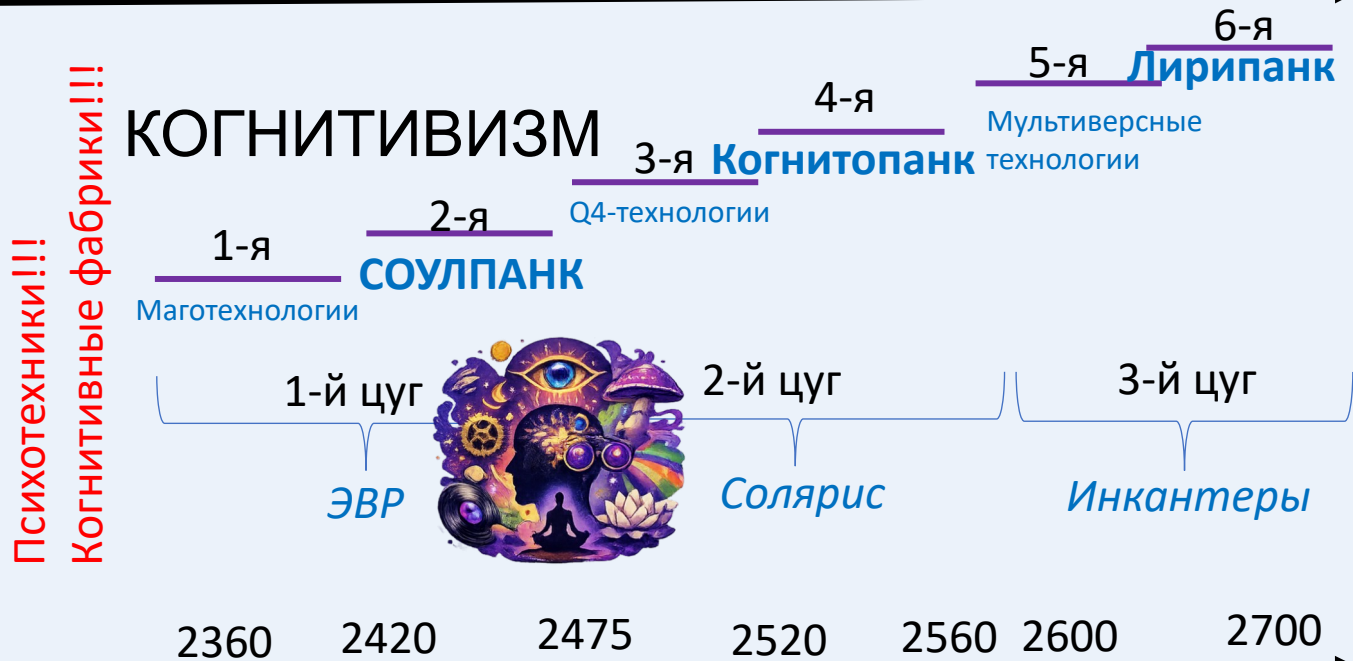 Психотехники!!!
Когнитивные фабрики!!!
КОГНИТИВИЗМ
6-я
Лирипанк
5-я
Мультиверсные
технологии
4-я
Когнитопанк
3-я
Q4-технологии
2-я
СОУЛПАНК
1-я
Маготехнологии
1-й цуг
2-й цуг
3-й цуг
ЭВР
Солярис
Инкантеры
2360
2420
2475
2520
2560
2600
2700